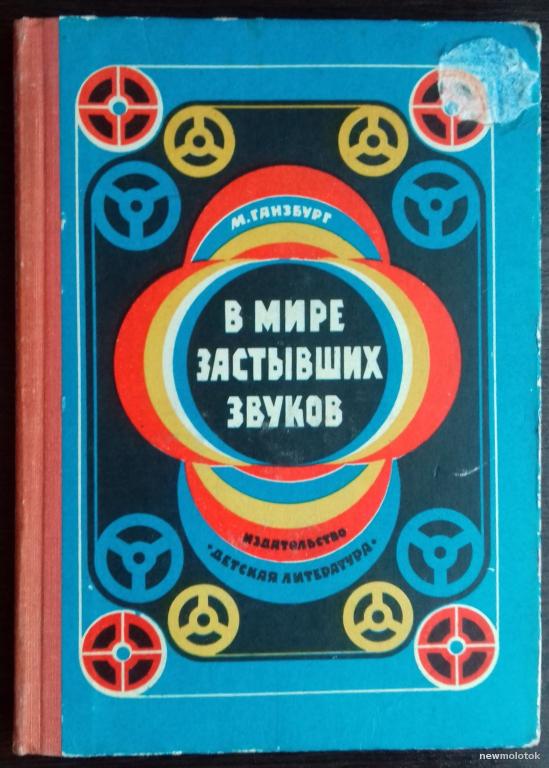 М. ГАНЗБУРГ
В МИРЕ
ЗАСТЫВШИХ
ЗВУКОВ
ИЗДАТЕЛЬСТВО
"ДЕТСКАЯ ЛИТЕРАТУРА"
newmolotok